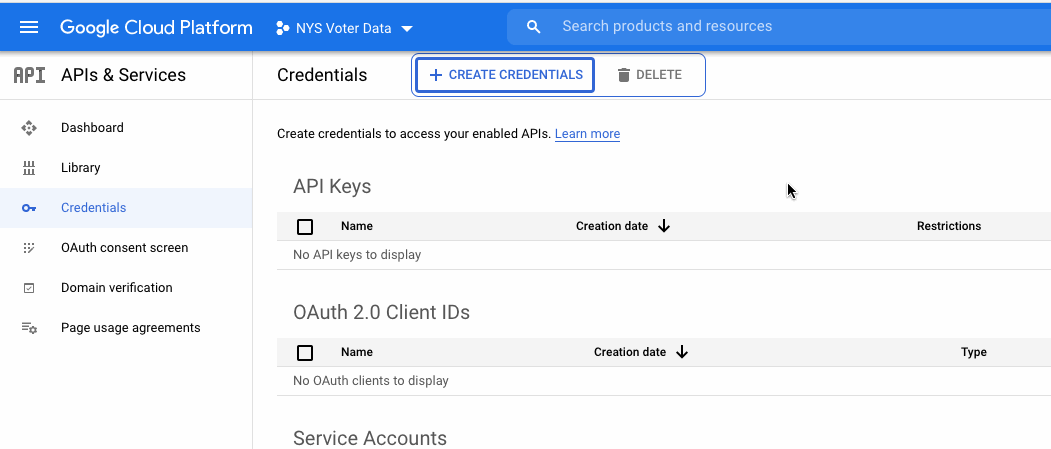 Google Cloud Platform NYS Voter Data Search products and resources
API APIs & Services Credentials + CREATE CREDENTIALS DELETE
Dashboard
Library
Credentials
OAuth consent screen
Domain verification
Page usage agreements
Create credentials to access your enabled APIs. Learn more
API Keys
Name Creation date Restrictions
No API keys to display
OAuth 2.0 Client IDs
Name Creation date Type
No OAuth clients to display
Service Accounts